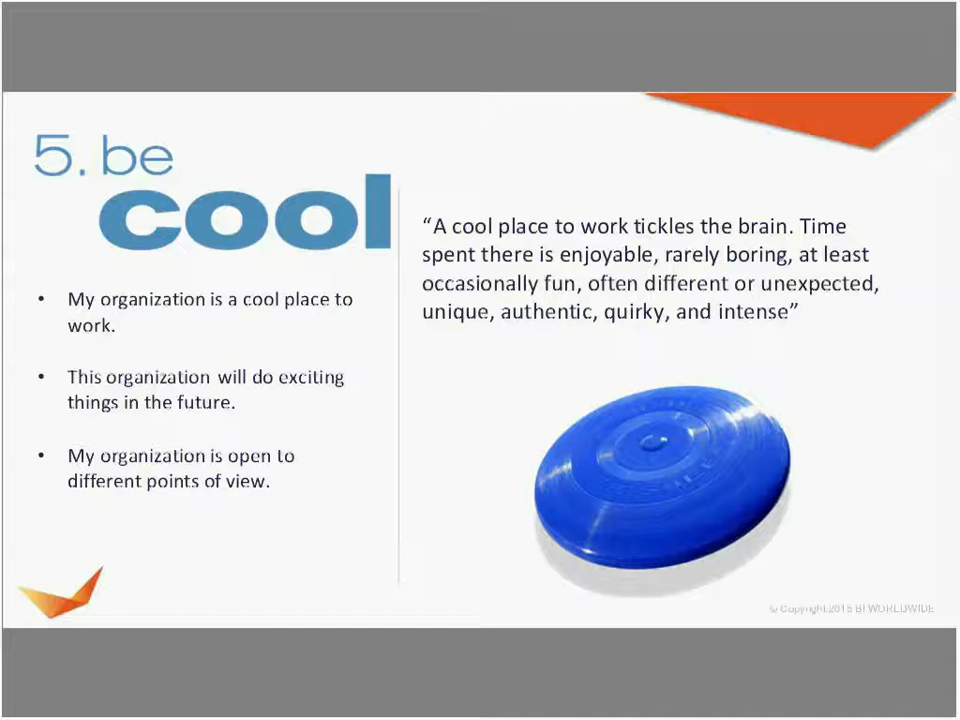 5. be
cool
• My organization is a cool place to
work.
• This organization will do exciting
things in the future.
• My organization is open to
different points of view.
“A cool place to work tickles the brain. Time
spent there is enjoyable, rarely boring, at least
occasionally fun, often different or unexpected,
unique, authentic, quirky, and intense”
© Copyright 2015 BI WORLDWIDE